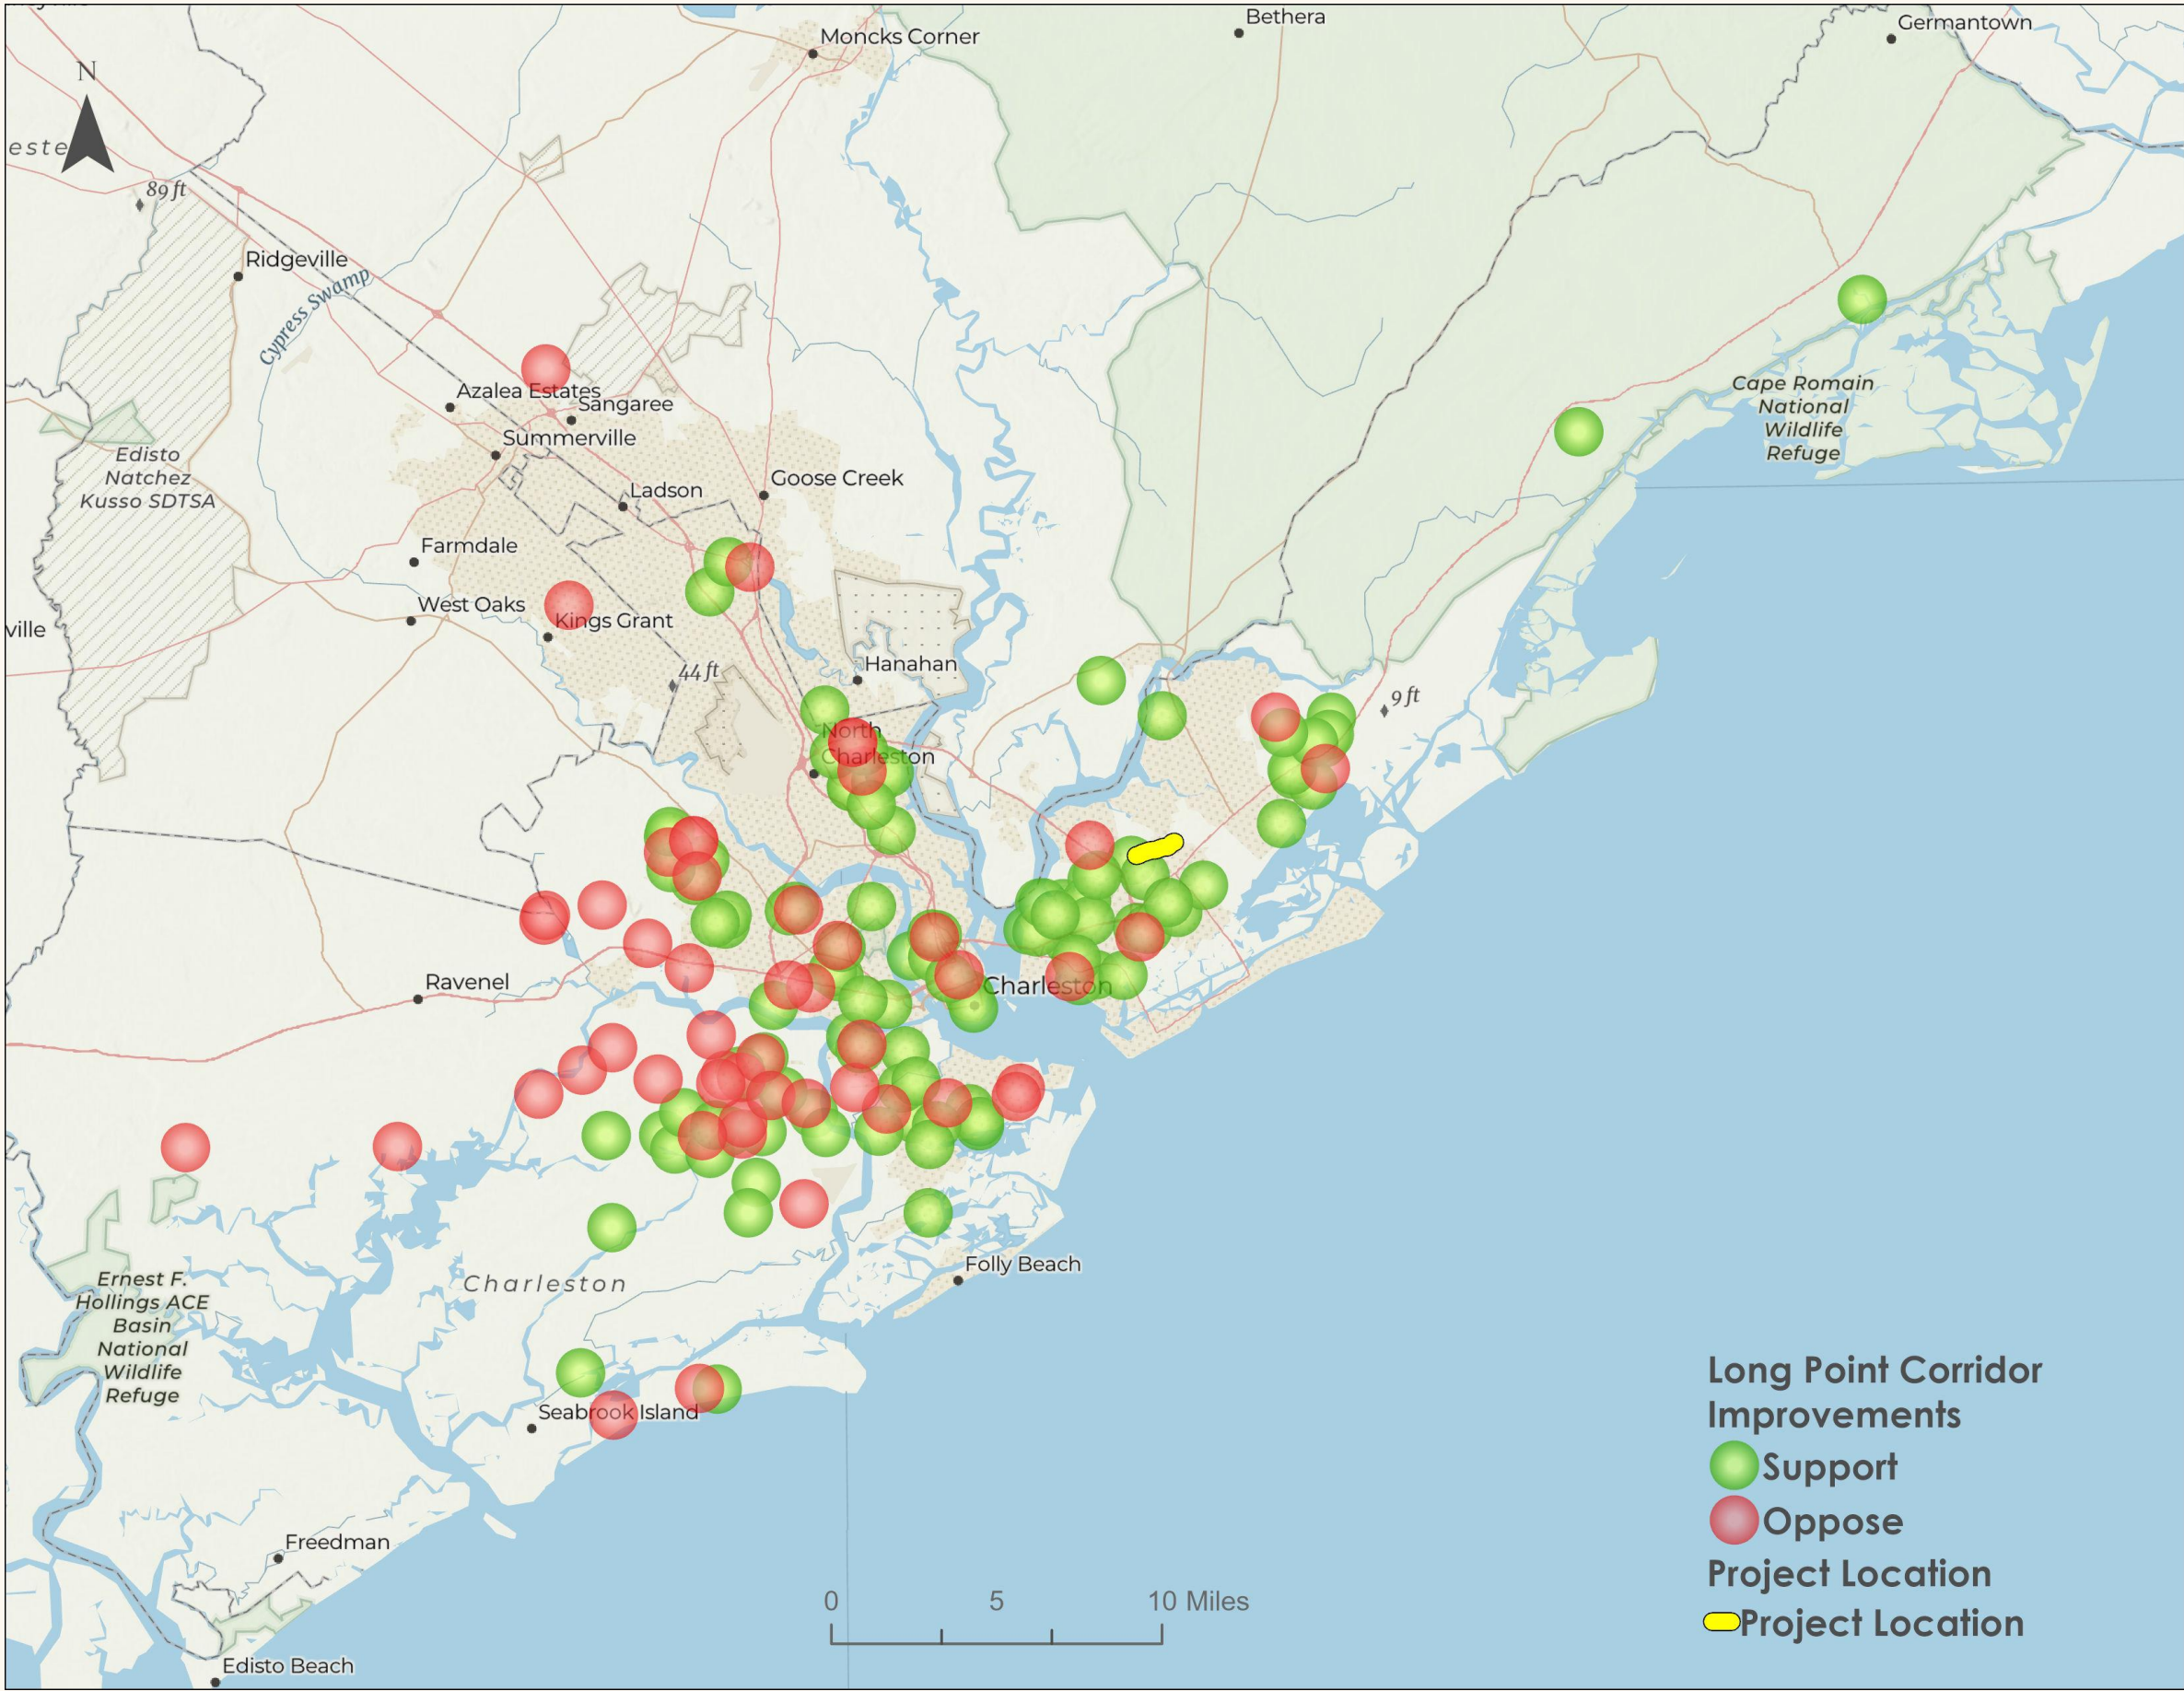 Moncks Corner
Bethera
Germantown
N
este
89 ft
Ridgeville
Cypress Swamp
Azalea Estates
Sangaree
Summerville
Edisto
Natchez
Kusso SDTSA
Ladson
Goose Creek
Cape Romain
National
Wildlife
Refuge
Farmdale
West Oaks
Kings Grant
ville
44 ft
Hanahan
9 ft
North
Charleston
Ravenel
Charleston
Folly Beach
Charleston
Ernest F.
Hollings ACE
Basin
National
Wildlife
Refuge
Seabrook Island
Freedman
Edisto Beach
0 5 10 Miles
Long Point Corridor
Improvements
Support
Oppose
Project Location
Project Location